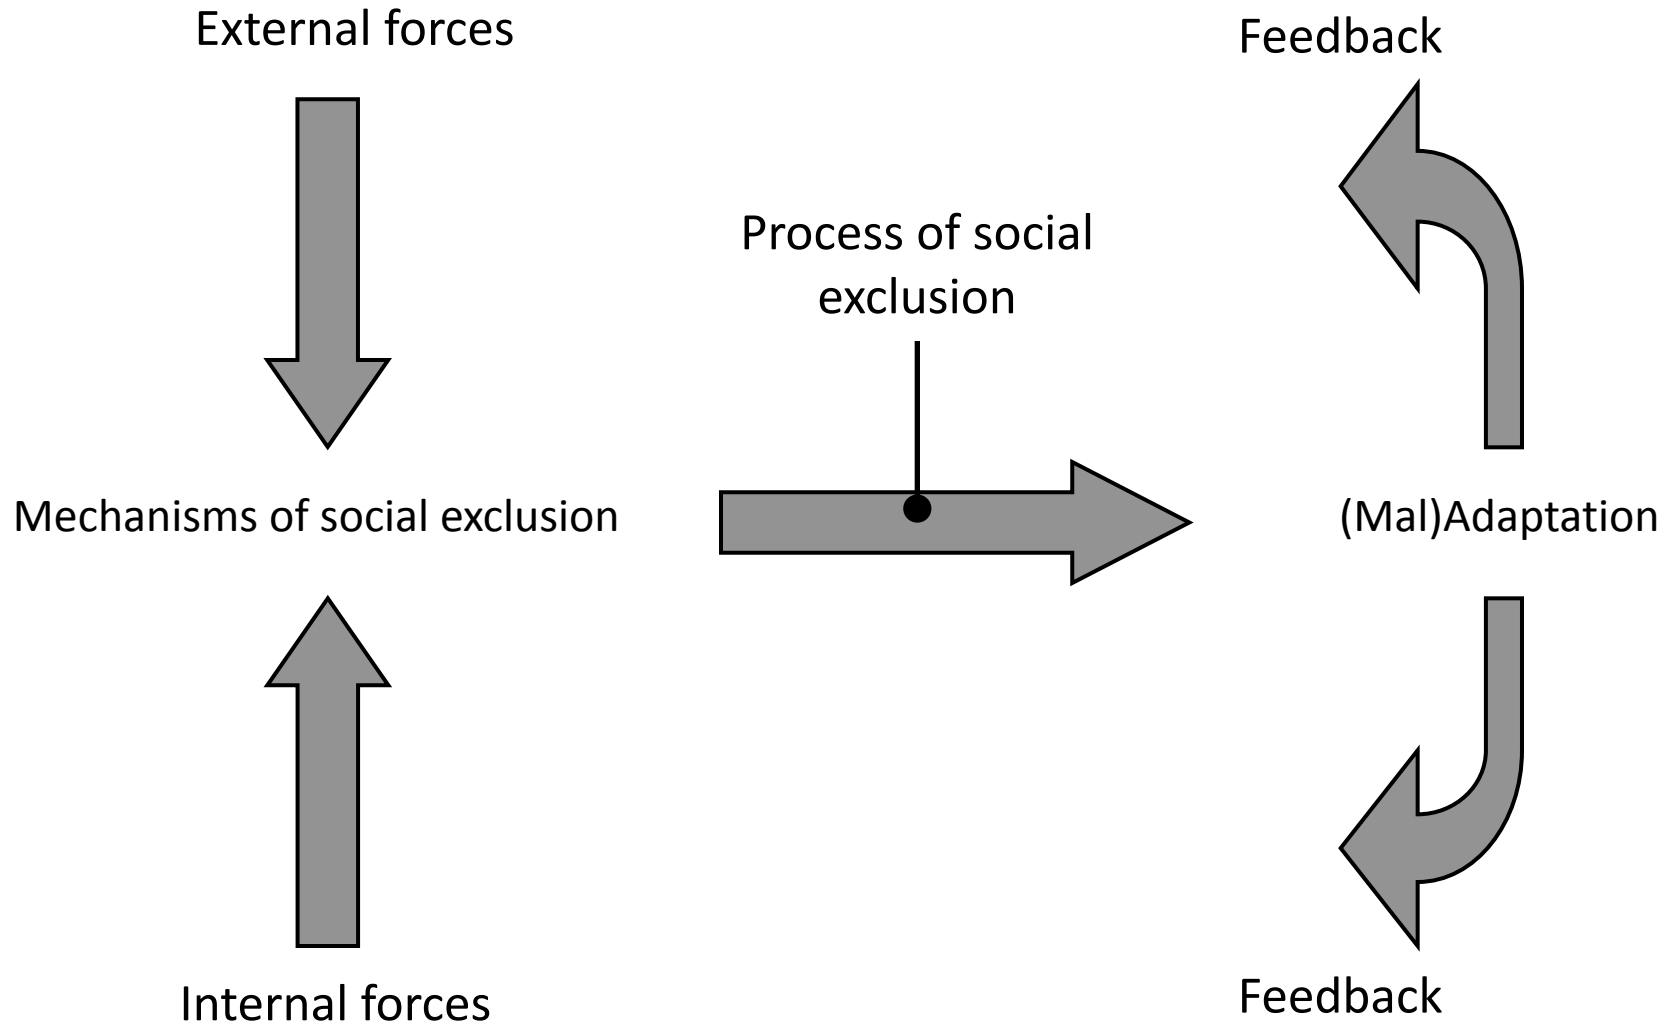 External forces
Feedback
Process of social
exclusion
Mechanisms of social exclusion
(Mal)Adaptation
Internal forces
Feedback